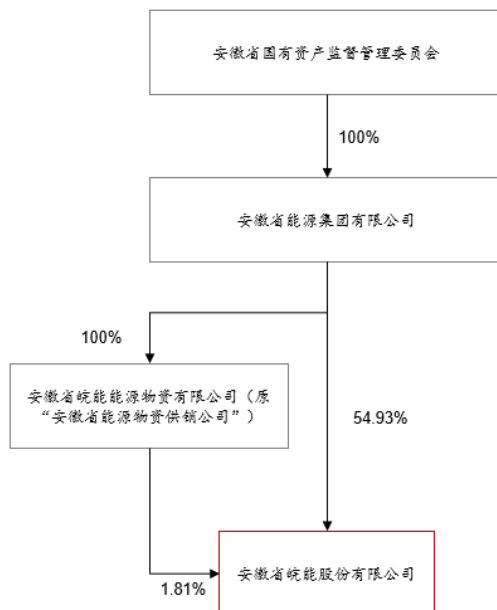 安徽省国有资产监督管理委员会
100%
安徽省能源集团有限公司
100%
安徽省皖能能源物资有限公司（原
“安徽省能源物资供销公司”）
54.93%
安徽省皖能股份有限公司
1.81%